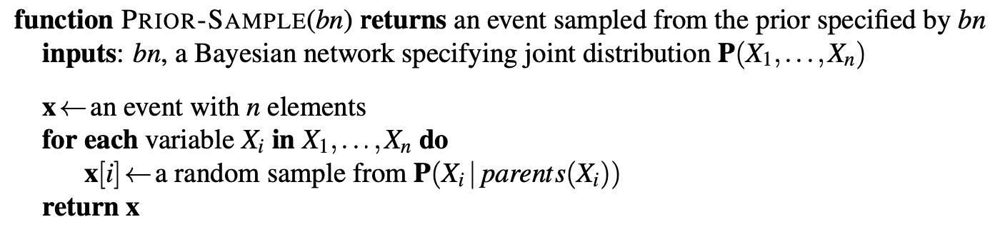 function PRIOR-SAMPLE(bn) returns an event sampled from the prior specified by bn
inputs: bn, a Bayesian network specifying joint distribution P(X₁,...,Xₙ)
x ← an event with n elements
for each variable Xᵢ in X₁,...,Xₙ do
x[i] ← a random sample from P(Xᵢ | parents(Xᵢ))
return x